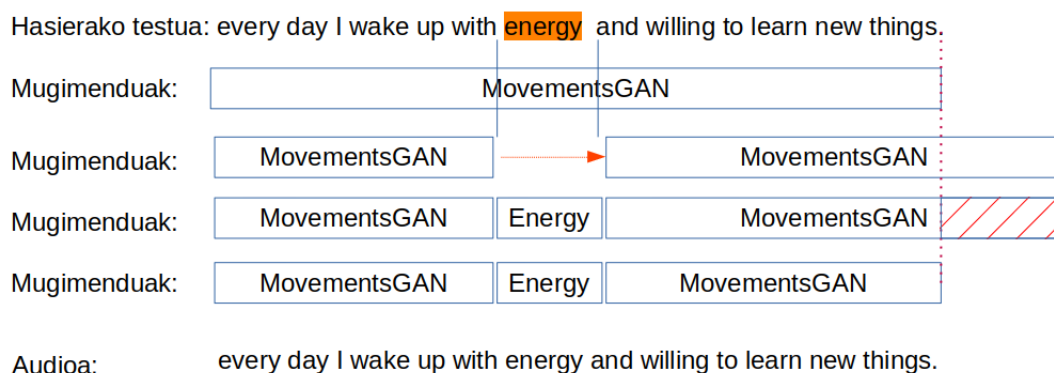 Hasierako testua: every day I wake up with energy and willing to learn new things.
Mugimenduak: MovementsGAN
Mugimenduak: MovementsGAN MovementsGAN
Mugimenduak: MovementsGAN Energy MovementsGAN
Mugimenduak: MovementsGAN Energy MovementsGAN
Audioa: every day I wake up with energy and willing to learn new things.